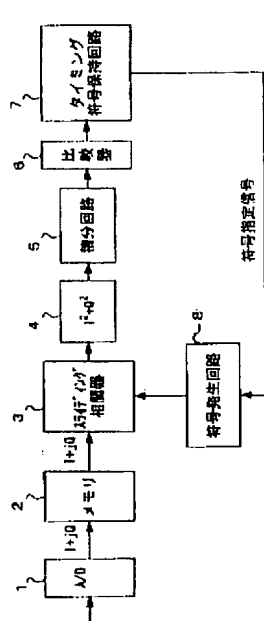 1
A/D
I+jQ
2
メモリ
I+jQ
3
スライディング
相関器
4
I²+Q²
5
積分回路
6
比較
器
7
タイミング
符号保持回路
符号指定信号
8
符号発生回路